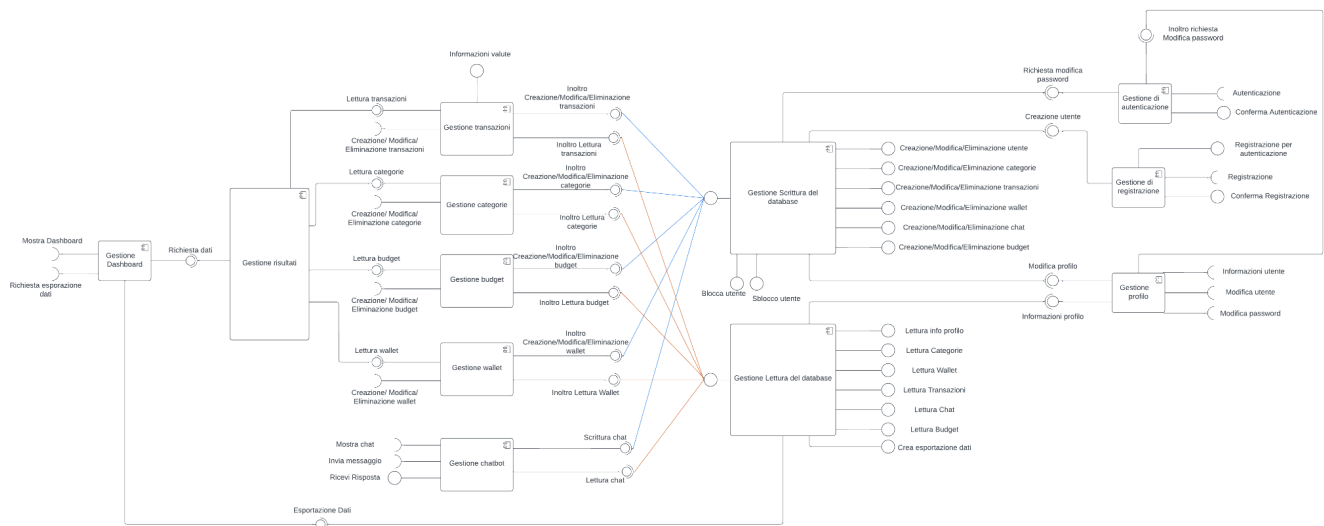 Inoltro richiesta
Modifica password
Informazioni valute
Richiesta modifica
password
Inoltro
Creazione/Modifica/Eliminazione
transazioni
Lettura transazioni
Gestione di
autenticazione
Autenticazione
Conferma Autenticazione
Creazione utente
Gestione transazioni
Creazione/ Modifica/
Eliminazione transazioni
Inoltro Lettura
transazioni
Creazione/Modifica/Eliminazione utente
Registrazione per
autenticazione
Lettura categorie
Inoltro
Creazione/Modifica/Eliminazione
categorie
Creazione/Modifica/Eliminazione categorie
Gestione di
registrazione
Registrazione
Conferma Registrazione
Gestione Scrittura del
database
Creazione/Modifica/Eliminazione transazioni
Gestione categorie
Creazione/ Modifica/
Eliminazione categorie
Inoltro Lettura
categorie
Creazione/Modifica/Eliminazione wallet
Creazione/Modifica/Eliminazione chat
Creazione/Modifica/Eliminazione budget
Mostra Dashboard
Gestione
Dashboard
Richiesta dati
Gestione risultati
Lettura budget
Inoltro
Creazione/Modifica/Eliminazione
budget
Gestione budget
Modifica profilo
Informazioni utente
Richiesta esporazione
dati
Creazione/ Modifica/
Eliminazione budget
Inoltro Lettura budget
Blocca utente
Sblocco utente
Gestione
profilo
Modifica utente
Modifica password
Informazioni profilo
Inoltro
Creazione/Modifica/Eliminazione
wallet
Lettura info profilo
Lettura wallet
Lettura Categorie
Gestione wallet
Lettura Wallet
Gestione Lettura del database
Creazione/ Modifica/
Eliminazione wallet
Inoltro Lettura Wallet
Lettura Transazioni
Lettura Chat
Lettura Budget
Crea esportazione dati
Scrittura chat
Mostra chat
Invia messaggio
Ricevi Risposta
Gestione chatbot
Lettura chat
Esportazione Dati